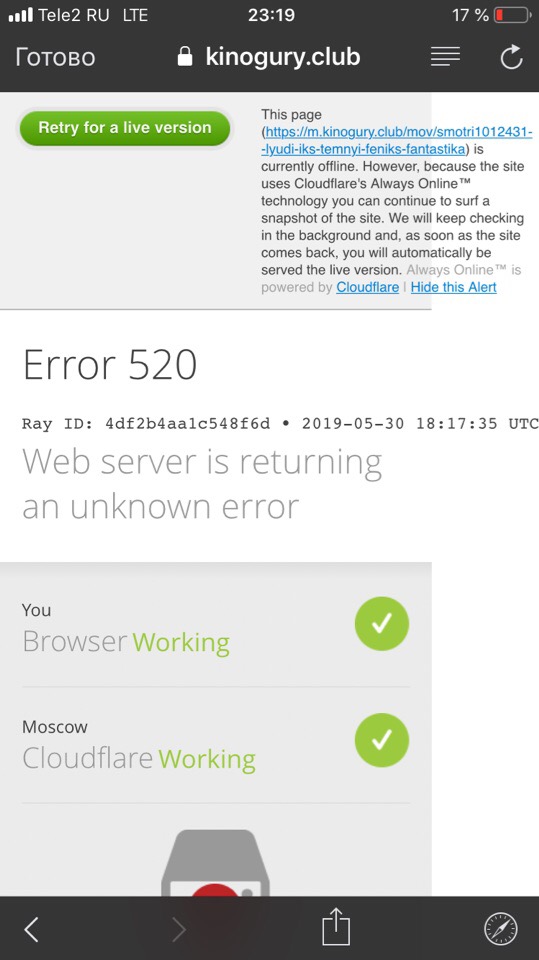 Tele2 RU LTE 23:19 17 %
Готово kinogury.club
Retry for a live version
This page
(https://m.kinogury.club/mov/smotri1012431-
-lyudi-iks-temnyi-feniks-fantastika) is
currently offline. However, because the site
uses Cloudflare's Always Online™
technology you can continue to surf a
snapshot of the site. We will keep checking
in the background and, as soon as the site
comes back, you will automatically be
served the live version. Always Online™ is
powered by Cloudflare | Hide this Alert
Error 520
Ray ID: 4df2b4aa1c548f6d • 2019-05-30 18:17:35 UTC
Web server is returning
an unknown error
You
Browser Working
Moscow
Cloudflare Working